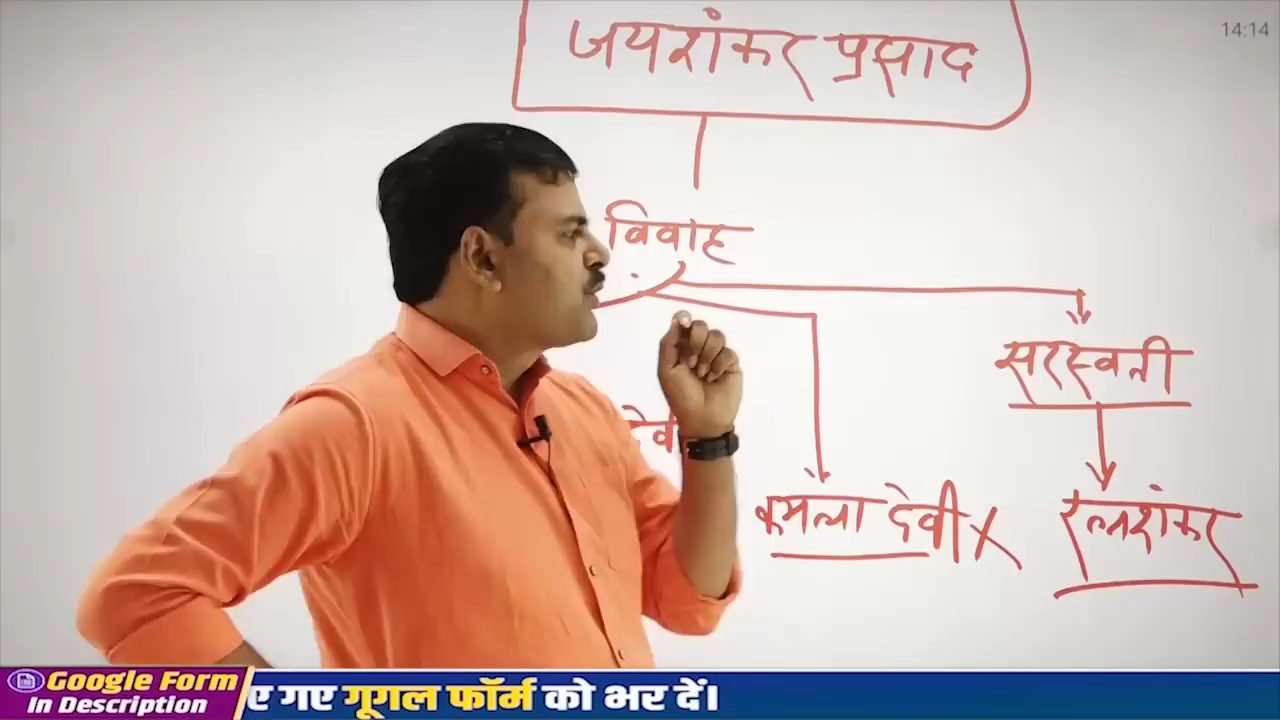 14:14
जयशंकर प्रसाद
विवाह
सरस्वती
देवी
कमला देवी X
रत्नशंकर
Google Form
In Description
ए गए गूगल फॉर्म को भर दें।